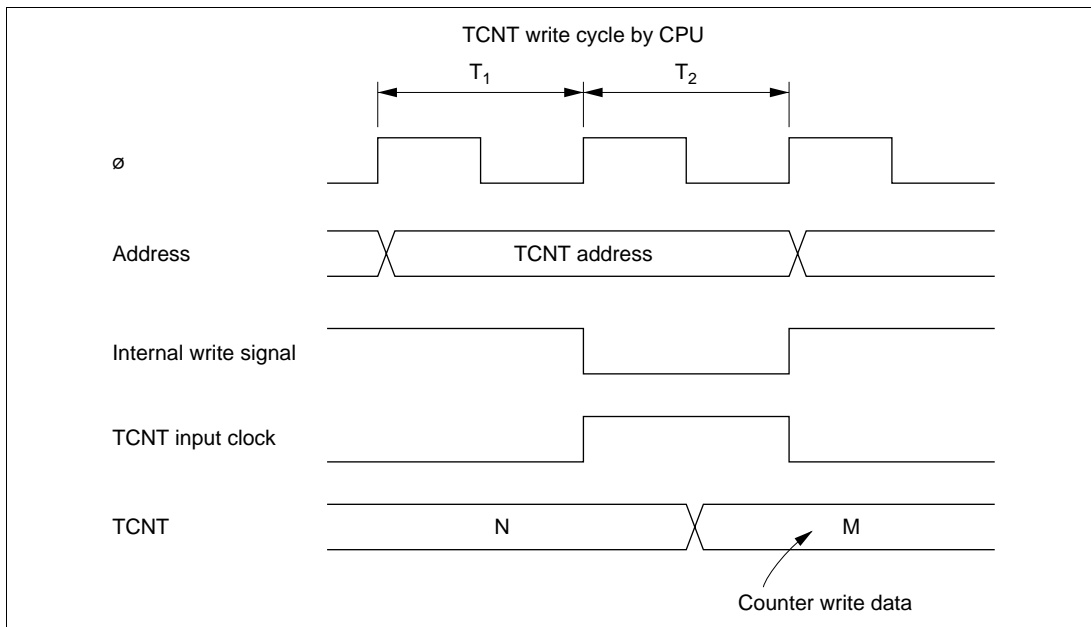 TCNT write cycle by CPU
T1 T2
ø
Address TCNT address
Internal write signal
TCNT input clock
TCNT N M
Counter write data